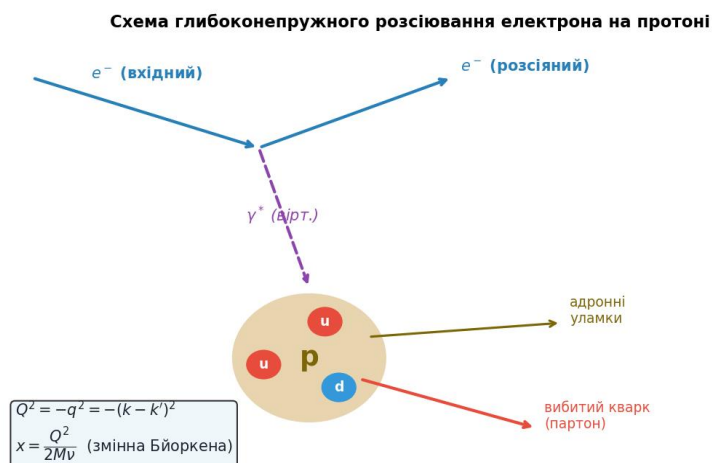 Схема глибоконепружного розсіювання електрона на протоні
e⁻ (вхідний)
e⁻ (розсіяний)
γ* (вірт.)
адронні
уламки
u
u
p
d
вибитий кварк
(партон)
Q² = −q² = −(k − k′)²
x = Q²/2Mν (змінна Бйоркена)